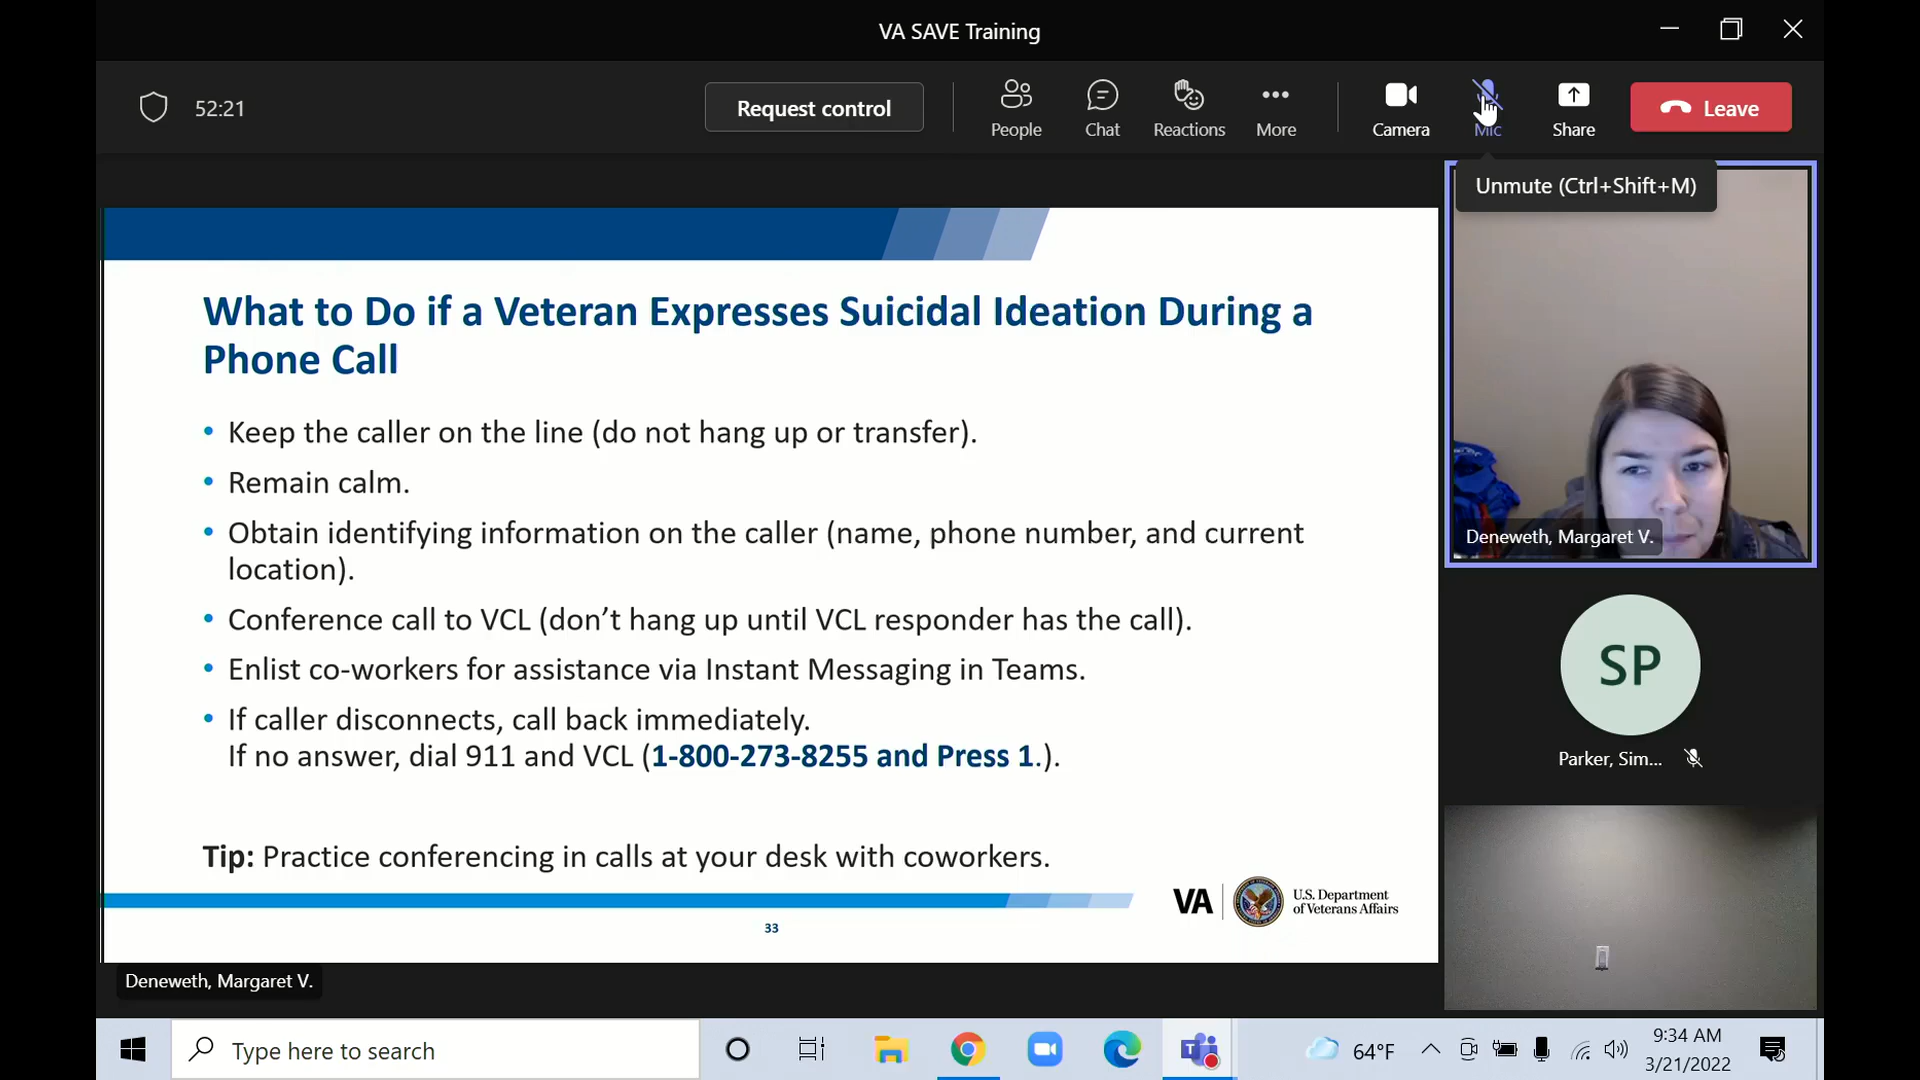 VA SAVE Training
52:21
Request control
People
Chat
Reactions
More
Camera
Mic
Share
Leave
Unmute (Ctrl+Shift+M)
What to Do if a Veteran Expresses Suicidal Ideation During a
Phone Call
• Keep the caller on the line (do not hang up or transfer).
• Remain calm.
• Obtain identifying information on the caller (name, phone number, and current
location).
• Conference call to VCL (don’t hang up until VCL responder has the call).
• Enlist co-workers for assistance via Instant Messaging in Teams.
• If caller disconnects, call back immediately.
If no answer, dial 911 and VCL (1-800-273-8255 and Press 1.).
Tip: Practice conferencing in calls at your desk with coworkers.
VA
U.S. Department
of Veterans Affairs
33
Deneweth, Margaret V.
Deneweth, Margaret V.
SP
Parker, Sim...
Type here to search
64°F
9:34 AM
3/21/2022